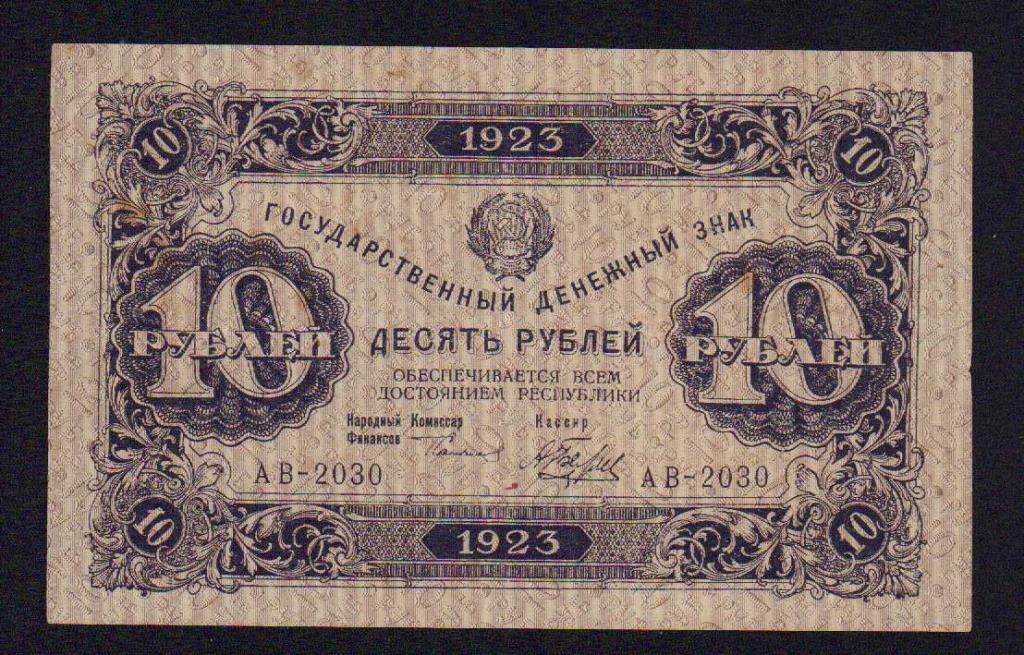 1923
10 10
ГОСУДАРСТВЕННЫЙ ДЕНЕЖНЫЙ ЗНАК
10 РУБЛЕЙ
ДЕСЯТЬ РУБЛЕЙ
10 РУБЛЕЙ
ОБЕСПЕЧИВАЕТСЯ ВСЕМ
ДОСТОЯНИЕМ РЕСПУБЛИКИ
Народный Комиссар
Финансов
Кассир
АВ-2030 АВ-2030
10 10
1923